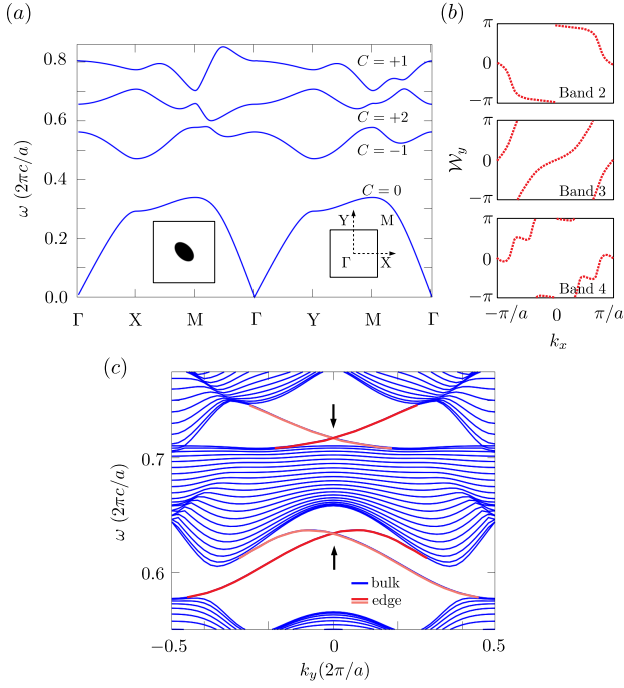 (a)
0.8
0.6
0.4
0.2
0.0
ω (2πc/a)
C = +1
C = +2
C = −1
C = 0
Y M
Γ X
Γ X M Γ Y M Γ
(b)
π
0
−π
Band 2
π
0
−π
Band 3
π
0
−π
Band 4
𝒲y
−π/a 0 π/a
kx
(c)
0.7
0.6
ω (2πc/a)
bulk
edge
−0.5 0 0.5
ky(2π/a)